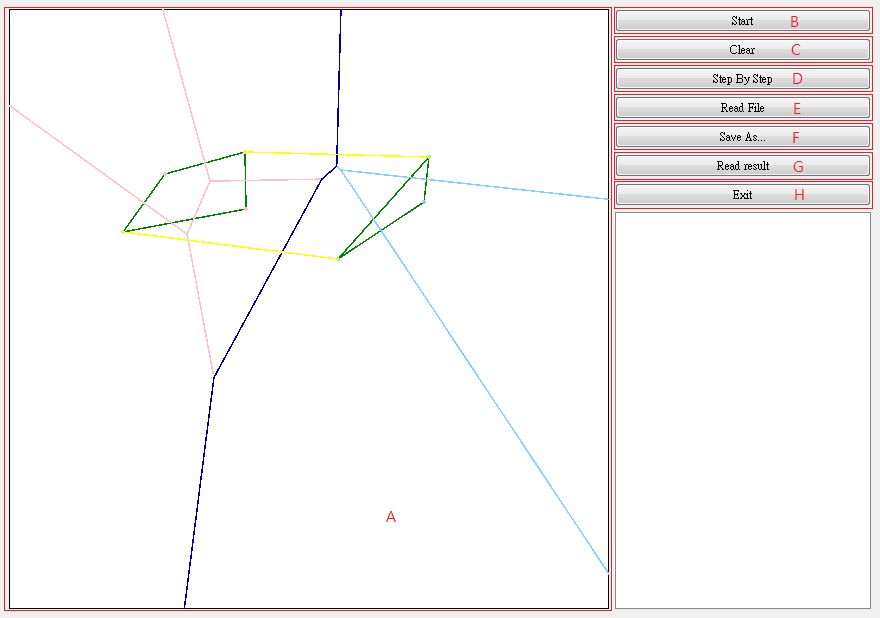 Start B
Clear C
Step By Step D
Read File E
Save As... F
Read result G
Exit H
A